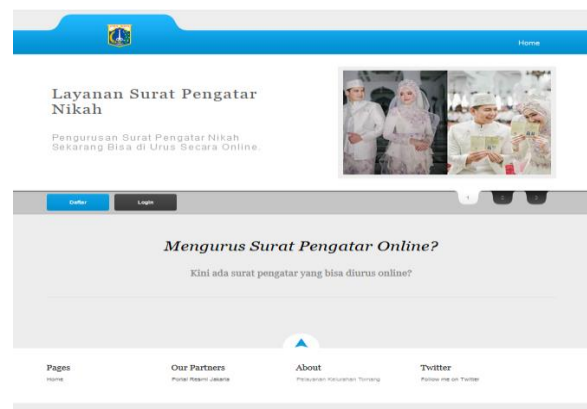 Home
Layanan Surat Pengatar
Nikah
Pengurusan Surat Pengatar Nikah
Sekarang Bisa di Urus Secara Online.
Daftar
Login
1
2
3
Mengurus Surat Pengatar Online?
Kini ada surat pengatar yang bisa diurus online?
Pages
Our Partners
About
Twitter
Home
Portal Resmi Jakarta
Pelayanan Kelurahan Tomang
Follow me on Twitter